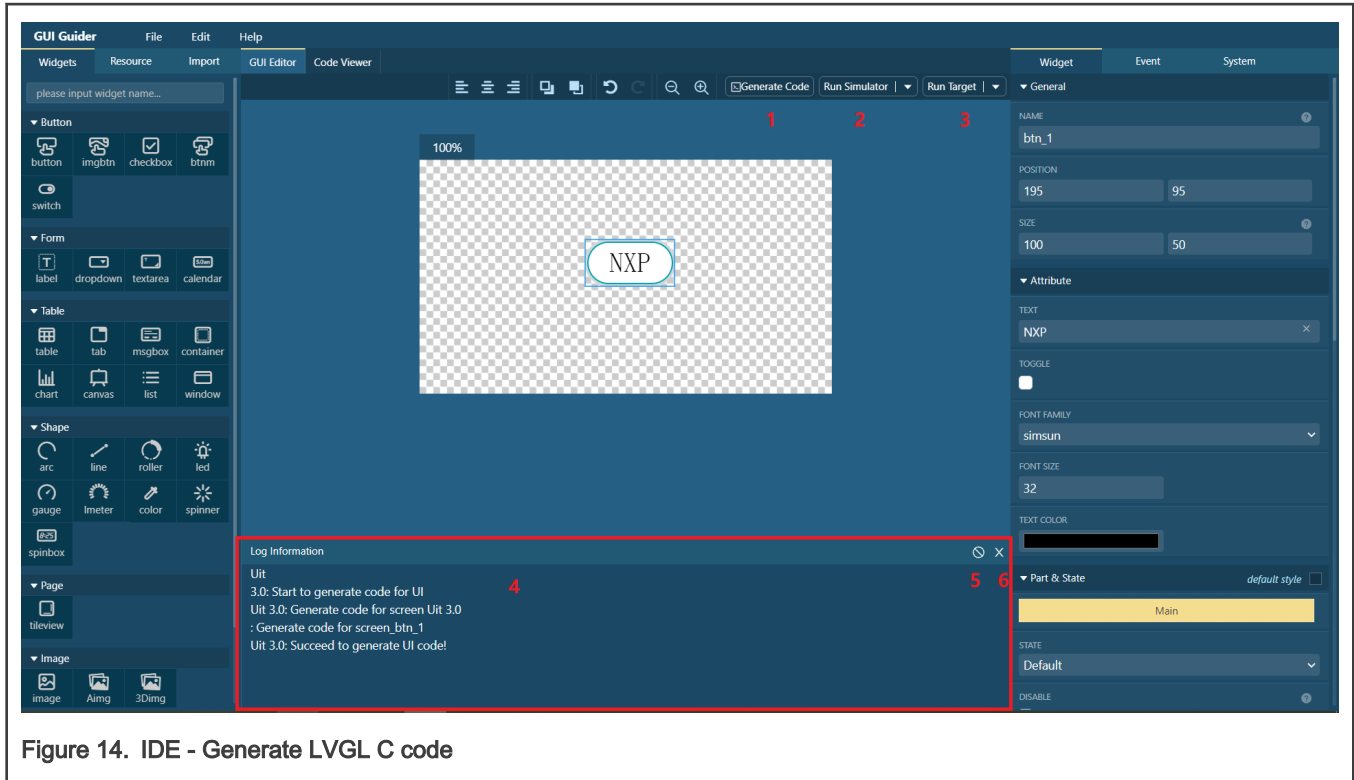 GUI Guider File Edit Help
Widgets Resource Import GUI Editor Code Viewer Widget Event System
please input widget name...
Generate Code Run Simulator Run Target
1 2 3
100%
▾ Button
button imgbtn checkbox btnm
switch
▾ Form
label dropdown textarea calendar
▾ Table
table tab msgbox container
chart canvas list window
▾ Shape
arc line roller led
gauge lmeter color spinner
spinbox
▾ Page
tileview
▾ Image
image Aimg 3Dimg
NXP
Log Information
4 5 6
Uit
3.0: Start to generate code for UI
Uit 3.0: Generate code for screen Uit 3.0
: Generate code for screen_btn_1
Uit 3.0: Succeed to generate UI code!
▾ General
NAME
btn_1
POSITION
195 95
SIZE
100 50
▾ Attribute
TEXT
NXP
TOGGLE
FONT FAMILY
simsun
FONT SIZE
32
TEXT COLOR
▾ Part & State default style
Main
STATE
Default
DISABLE
Figure 14. IDE - Generate LVGL C code